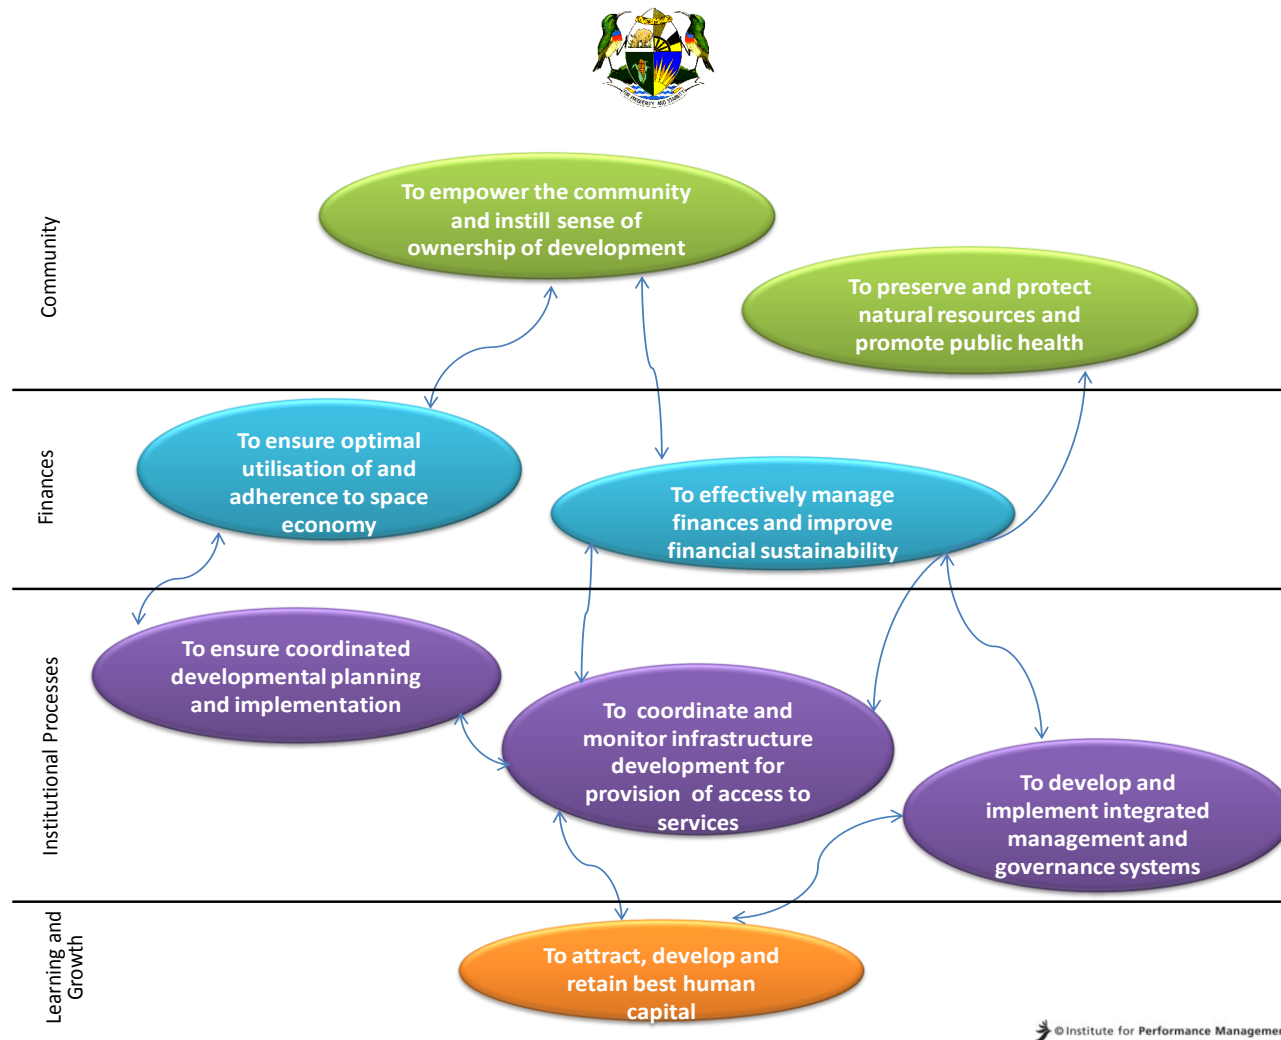 FOR PROSPERITY AND STABILITY
Community
To empower the community
and instill sense of
ownership of development
To preserve and protect
natural resources and
promote public health
Finances
To ensure optimal
utilisation of and
adherence to space
economy
To effectively manage
finances and improve
financial sustainability
Institutional Processes
To ensure coordinated
developmental planning
and implementation
To  coordinate and
monitor infrastructure
development for
provision  of access to
services
To develop and
implement integrated
management and
governance systems
Learning and
Growth
To attract, develop and
retain best human
capital
© Institute for Performance Managemen